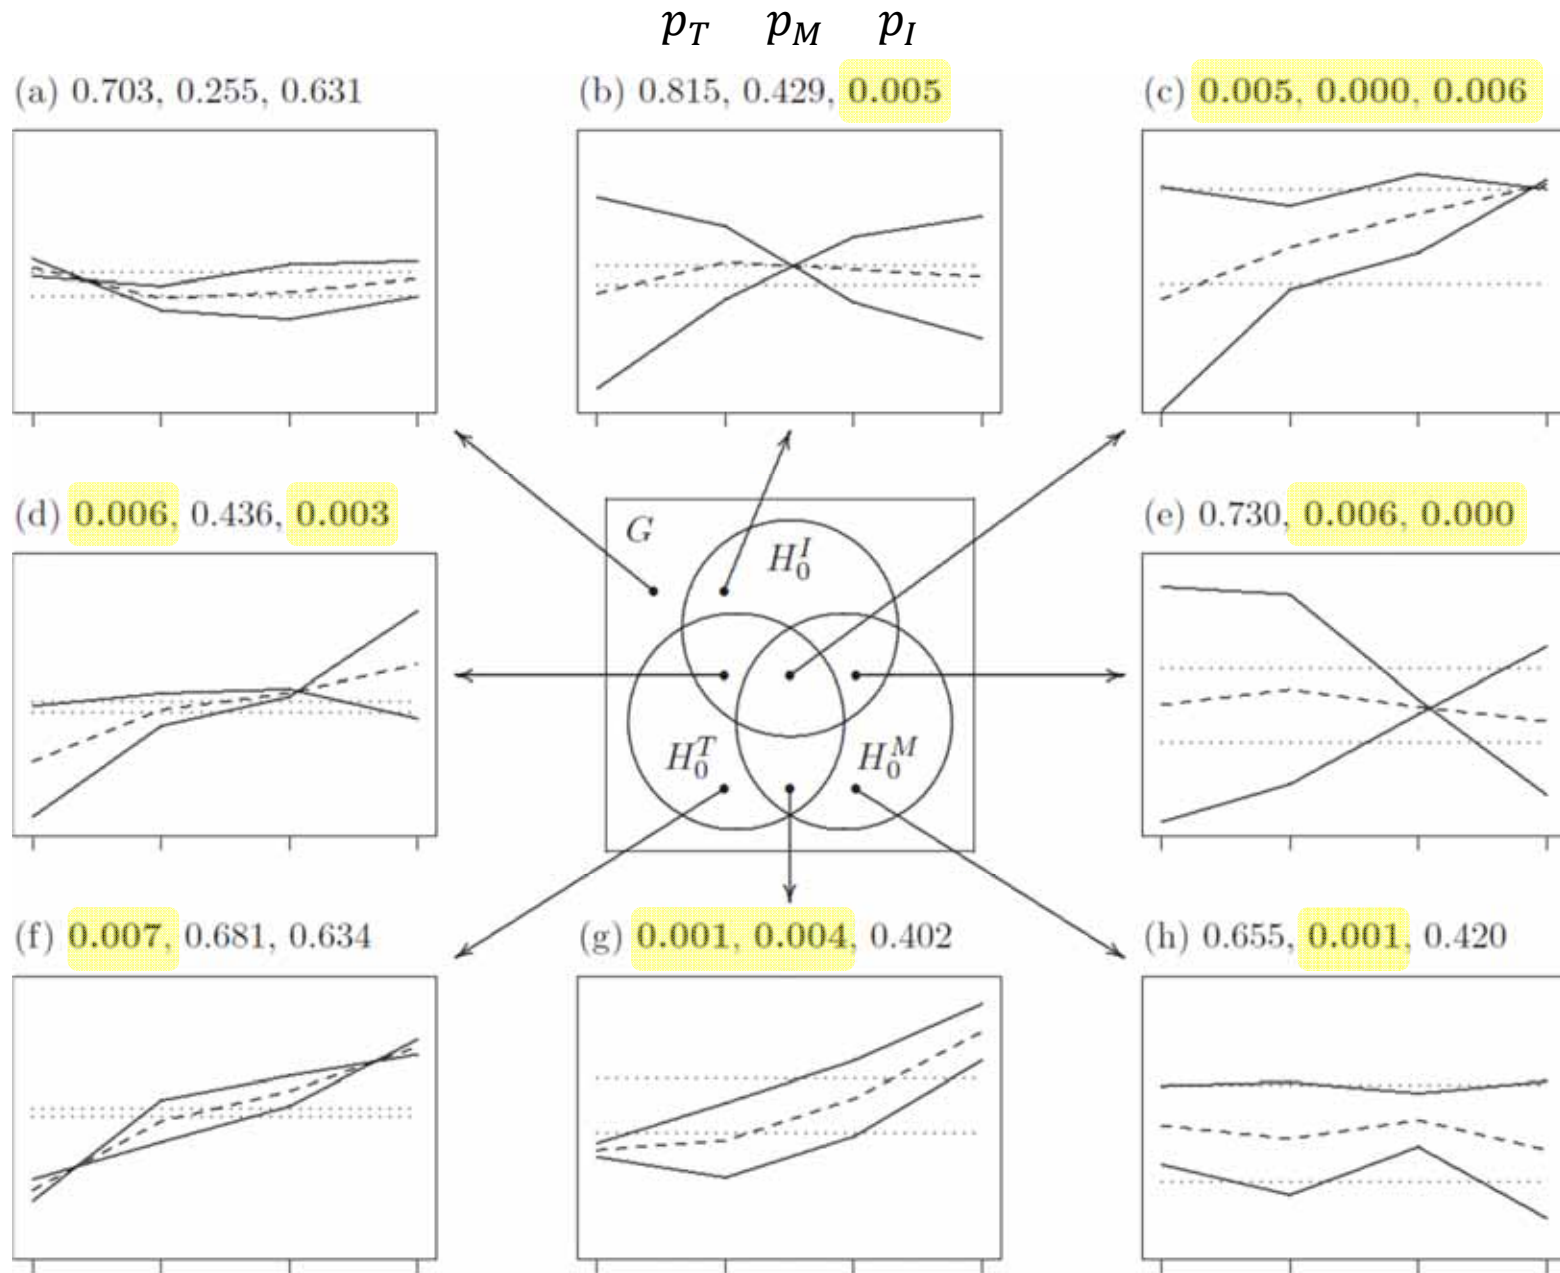 p_T p_M p_I
(a) 0.703, 0.255, 0.631
(b) 0.815, 0.429, 0.005
(c) 0.005, 0.000, 0.006
(d) 0.006, 0.436, 0.003
G
H_0^I
H_0^T
H_0^M
(e) 0.730, 0.006, 0.000
(f) 0.007, 0.681, 0.634
(g) 0.001, 0.004, 0.402
(h) 0.655, 0.001, 0.420